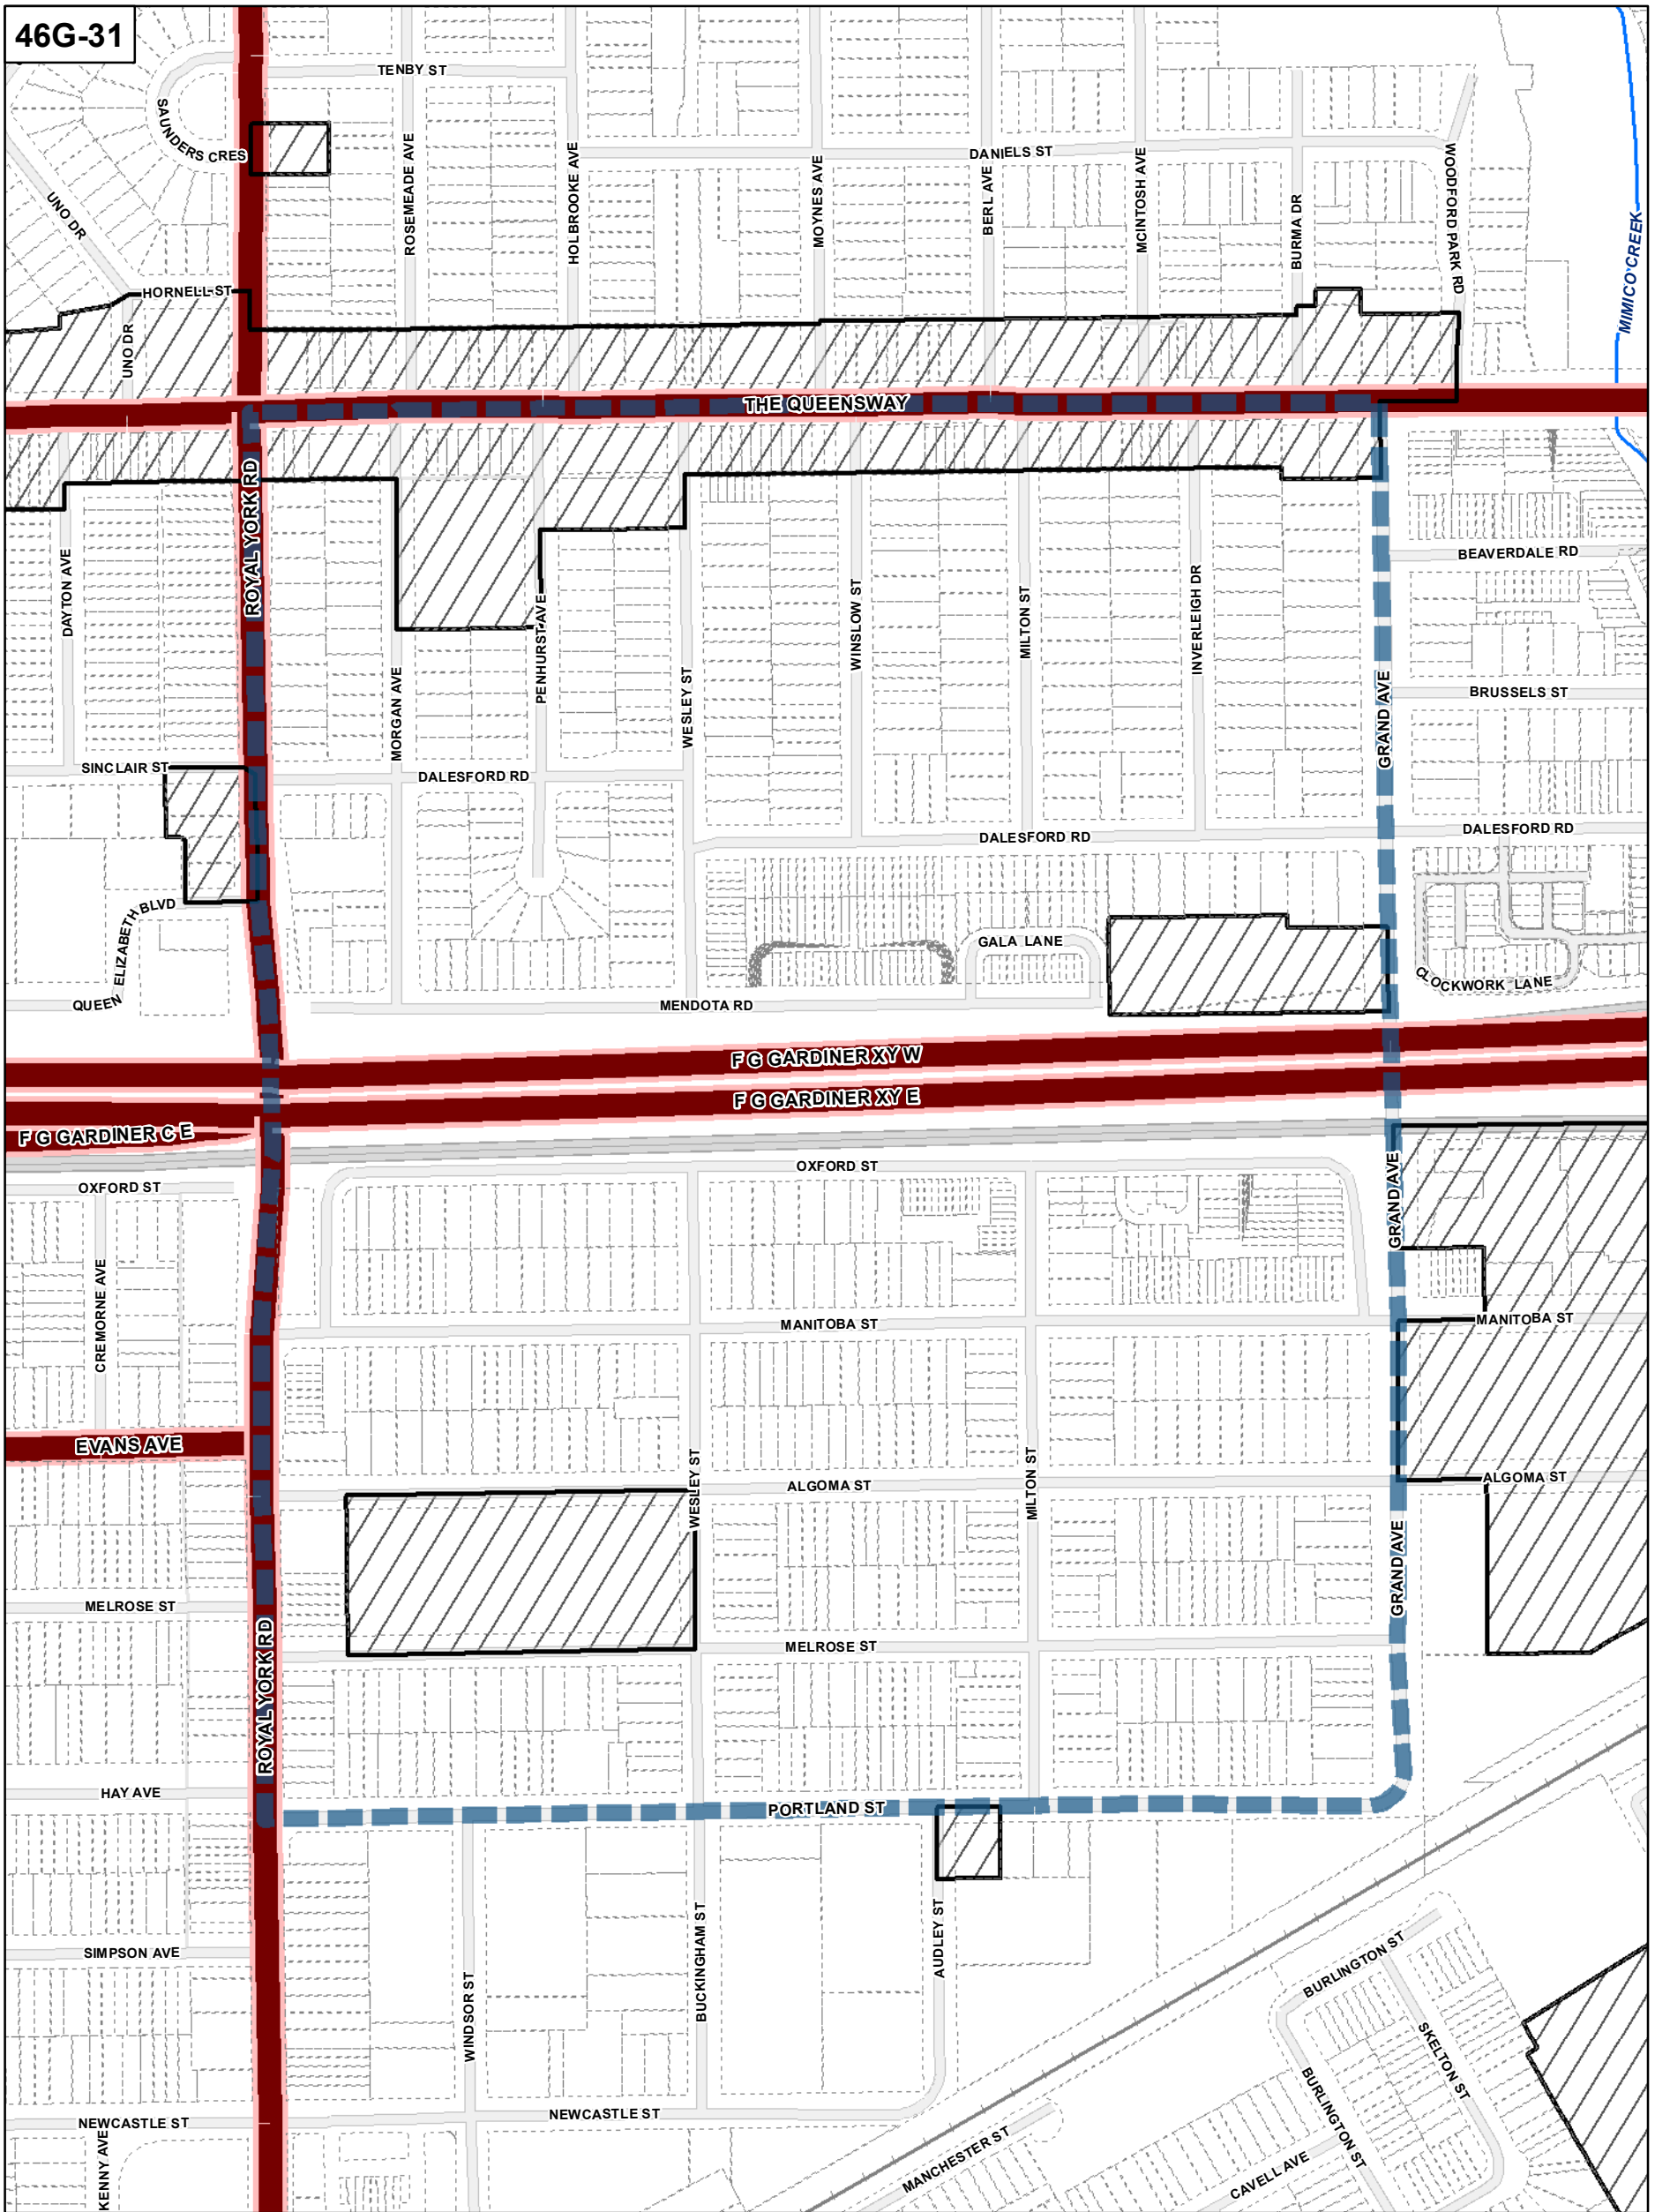 46G-31
TENBY ST
SAUNDERS CRES
ROSEMEADE AVE
HOLBROOKE AVE
MOYNES AVE
DANIELS ST
BERL AVE
MCINTOSH AVE
BURMA DR
WOODFORD PARK RD
MIMICO CREEK
UNO DR
HORNELL ST
UNO DR
THE QUEENSWAY
ROYAL YORK RD
DAYTON AVE
MORGAN AVE
PENHURST AVE
WESLEY ST
WINSLOW ST
MILTON ST
INVERLEIGH DR
GRAND AVE
BEAVERDALE RD
BRUSSELS ST
SINCLAIR ST
DALESFORD RD
DALESFORD RD
DALESFORD RD
QUEEN ELIZABETH BLVD
GALA LANE
CLOCKWORK LANE
MENDOTA RD
F G GARDINER XY W
F G GARDINER XY E
F G GARDINER C E
OXFORD ST
OXFORD ST
GRAND AVE
CREMORNE AVE
MANITOBA ST
MANITOBA ST
EVANS AVE
WESLEY ST
ALGOMA ST
MILTON ST
ALGOMA ST
GRAND AVE
MELROSE ST
MELROSE ST
ROYAL YORK RD
HAY AVE
PORTLAND ST
SIMPSON AVE
WINDSOR ST
BUCKINGHAM ST
AUDLEY ST
BURLINGTON ST
SKELTON ST
BURLINGTON ST
NEWCASTLE ST
NEWCASTLE ST
KENNY AVE
MANCHESTER ST
CAVELL AVE